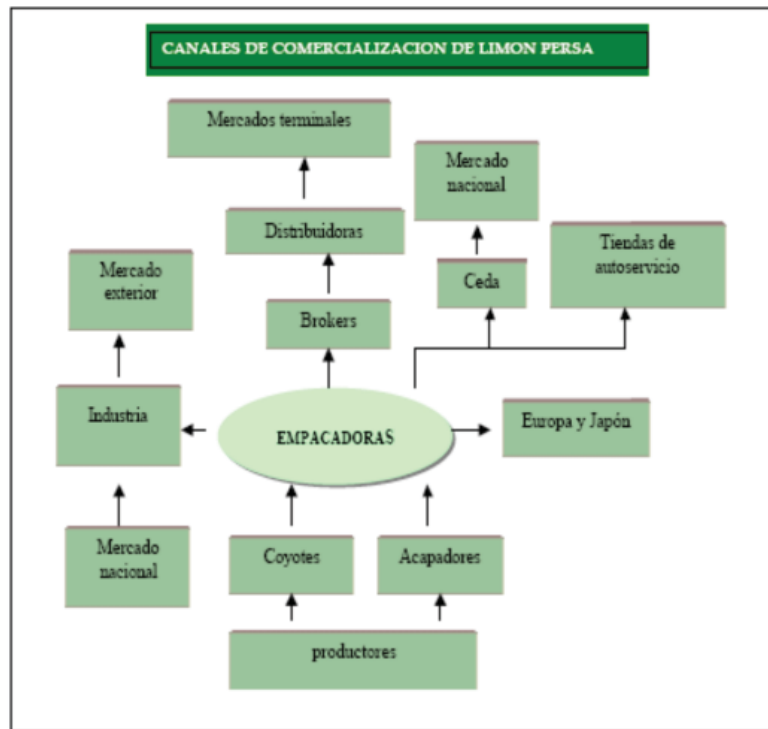 CANALES DE COMERCIALIZACION DE LIMON PERSA
Mercados terminales
Mercado
nacional
Distribuidoras
Tiendas de
autoservicio
Mercado
exterior
Ceda
Brokers
Industria
EMPACADORAS
Europa y Japón
Mercado
nacional
Coyotes
Acapadores
productores